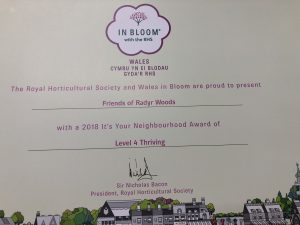 IN BLOOM
with the RHS
WALES
CYMRU YN EI BLODAU
GYDA'R RHS
The Royal Horticultural Society and Wales in Bloom are proud to present
Friends of Radyr Woods
with a 2018 It's Your Neighbourhood Award of
Level 4 Thriving
Sir Nicholas Bacon
President, Royal Horticultural Society